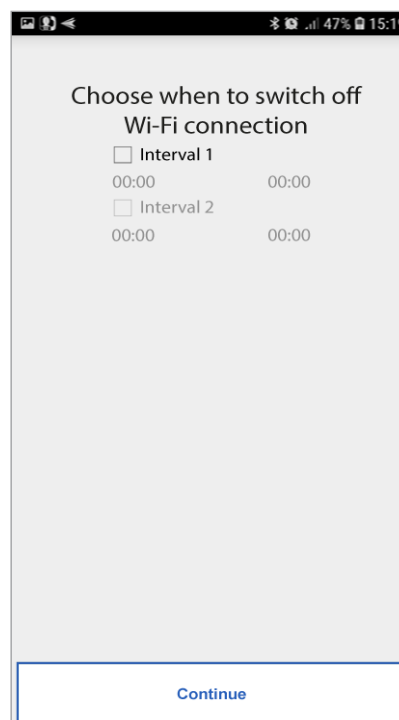 47% 15:19
Choose when to switch off
Wi-Fi connection
Interval 1
00:00 00:00
Interval 2
00:00 00:00
Continue